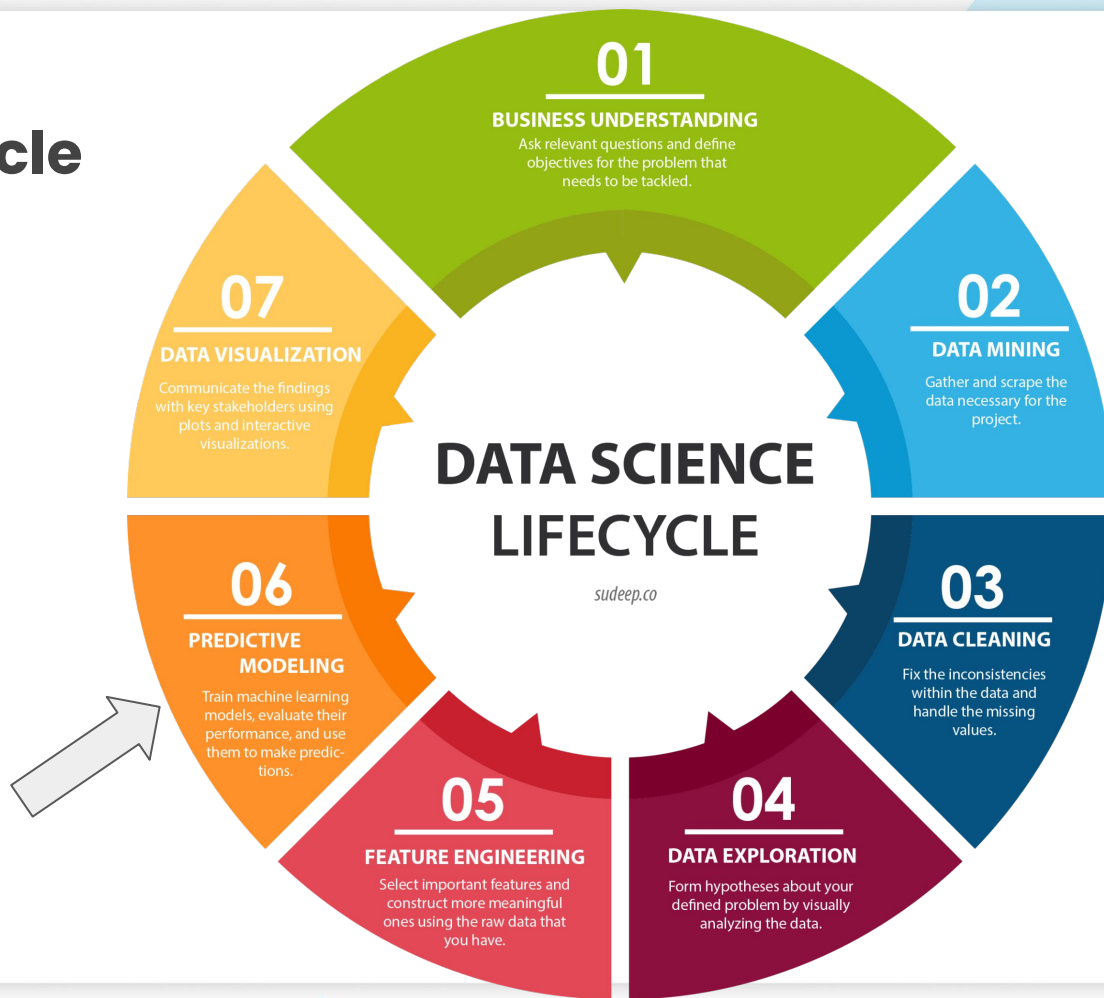 cle
01
BUSINESS UNDERSTANDING
Ask relevant questions and define
objectives for the problem that
needs to be tackled.
02
DATA MINING
Gather and scrape the
data necessary for the
project.
03
DATA CLEANING
Fix the inconsistencies
within the data and
handle the missing
values.
04
DATA EXPLORATION
Form hypotheses about your
defined problem by visually
analyzing the data.
05
FEATURE ENGINEERING
Select important features and
construct more meaningful
ones using the raw data that
you have.
06
PREDICTIVE
MODELING
Train machine learning
models, evaluate their
performance, and use
them to make predic-
tions.
07
DATA VISUALIZATION
Communicate the findings
with key stakeholders using
plots and interactive
visualizations.
DATA SCIENCE
LIFECYCLE
sudeep.co